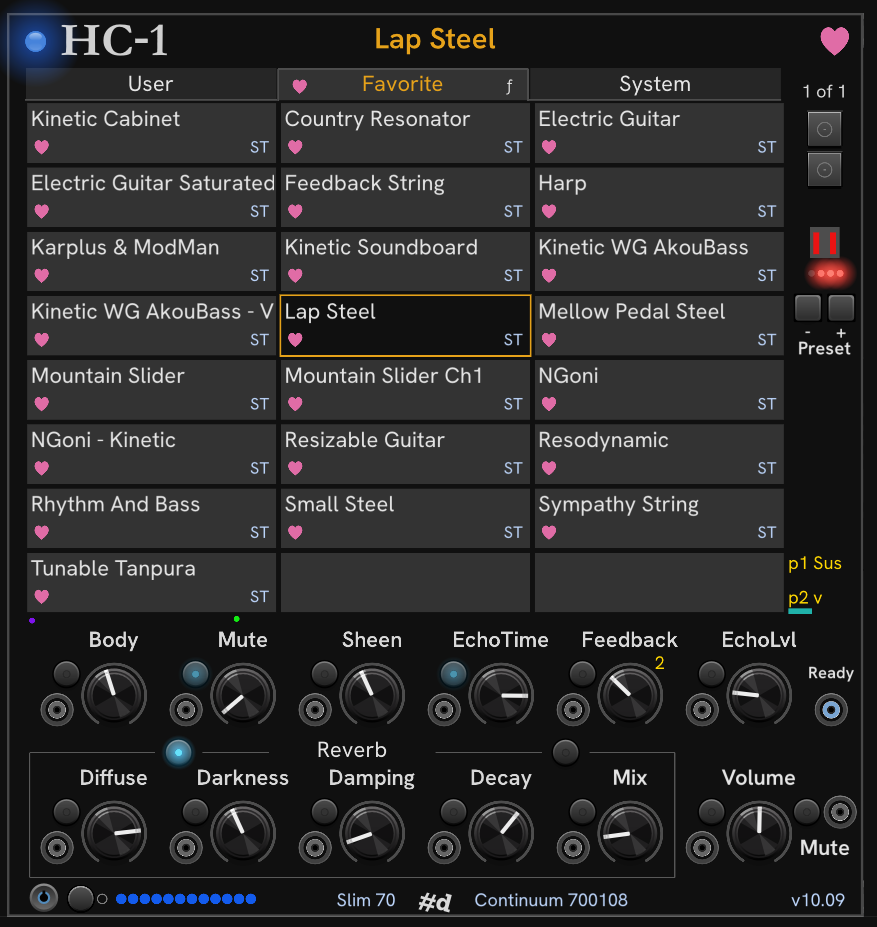 HC-1
Lap Steel
User
Favorite
f
System
1 of 1
Kinetic Cabinet
ST
Country Resonator
ST
Electric Guitar
ST
Electric Guitar Saturated
ST
Feedback String
ST
Harp
ST
Karplus & ModMan
ST
Kinetic Soundboard
ST
Kinetic WG AkouBass
ST
Kinetic WG AkouBass - V
ST
Lap Steel
ST
Mellow Pedal Steel
ST
- +
Preset
Mountain Slider
ST
Mountain Slider Ch1
ST
NGoni
ST
NGoni - Kinetic
ST
Resizable Guitar
ST
Resodynamic
ST
Rhythm And Bass
ST
Small Steel
ST
Sympathy String
ST
Tunable Tanpura
ST
p1 Sus
p2 v
Body
Mute
Sheen
EchoTime
Feedback
2
EchoLvl
Ready
Reverb
Diffuse
Darkness
Damping
Decay
Mix
Volume
Mute
Slim 70
#d
Continuum 700108
v10.09